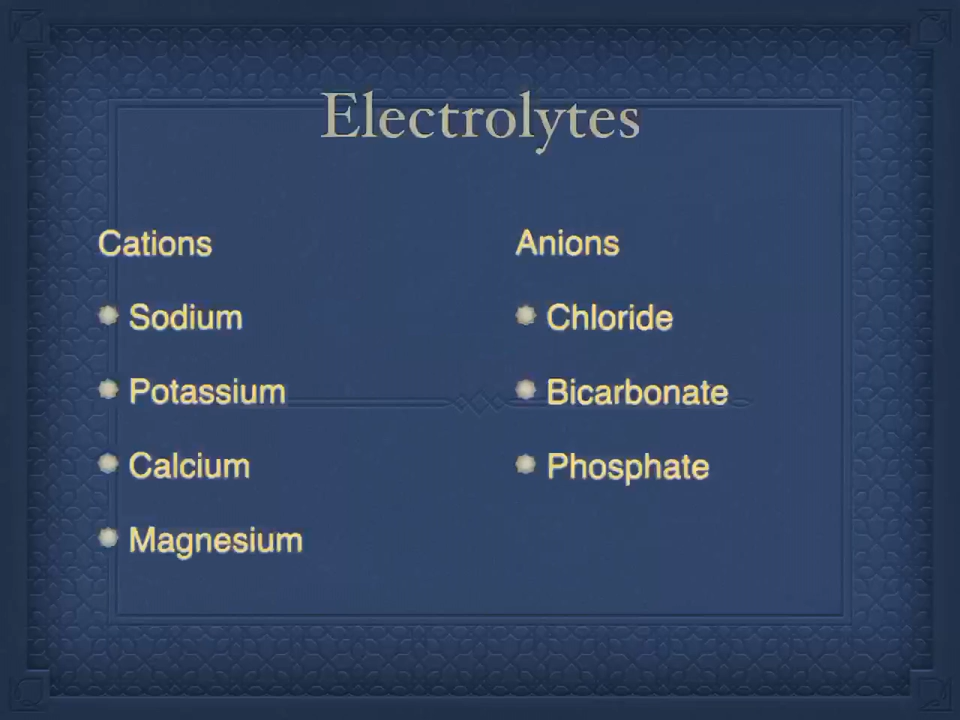 Electrolytes
Cations
Sodium
Potassium
Calcium
Magnesium
Anions
Chloride
Bicarbonate
Phosphate